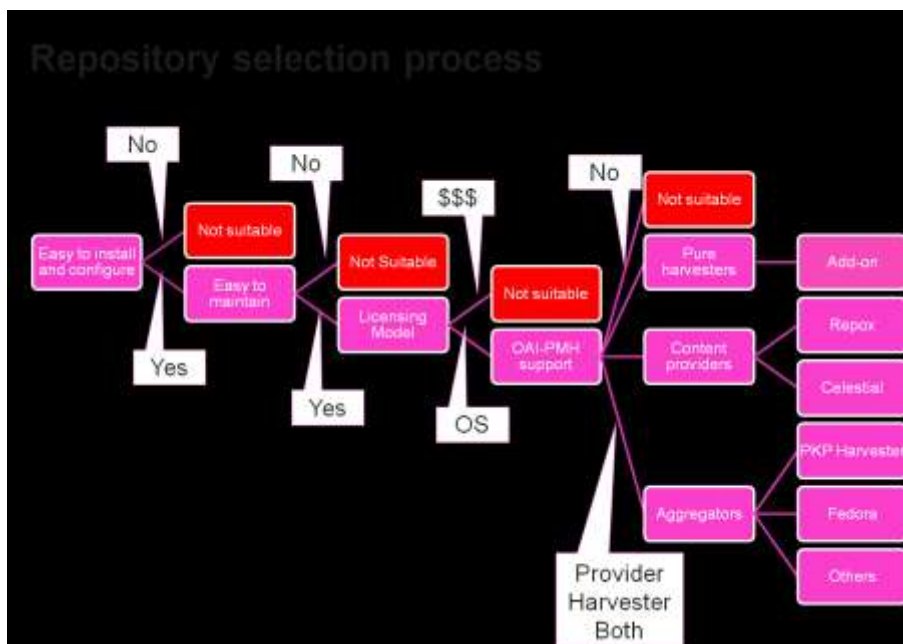 Repository selection process
No
No
$$$
No
Not suitable
Easy to install
and configure
Not suitable
Pure
harvesters
Add-on
Easy to
maintain
Not Suitable
Licensing
Model
Not suitable
OAI-PMH
support
Content
providers
Repox
Celestial
Yes
Yes
OS
PKP Harvester
Aggregators
Fedora
Others
Provider
Harvester
Both